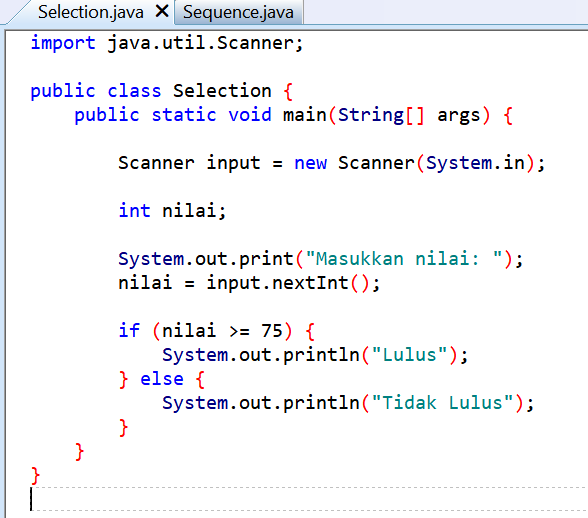 Selection.java Sequence.java
import java.util.Scanner;
public class Selection {
    public static void main(String[] args) {
        Scanner input = new Scanner(System.in);
        int nilai;
        System.out.print("Masukkan nilai: ");
        nilai = input.nextInt();
        if (nilai >= 75) {
            System.out.println("Lulus");
        } else {
            System.out.println("Tidak Lulus");
        }
    }
}